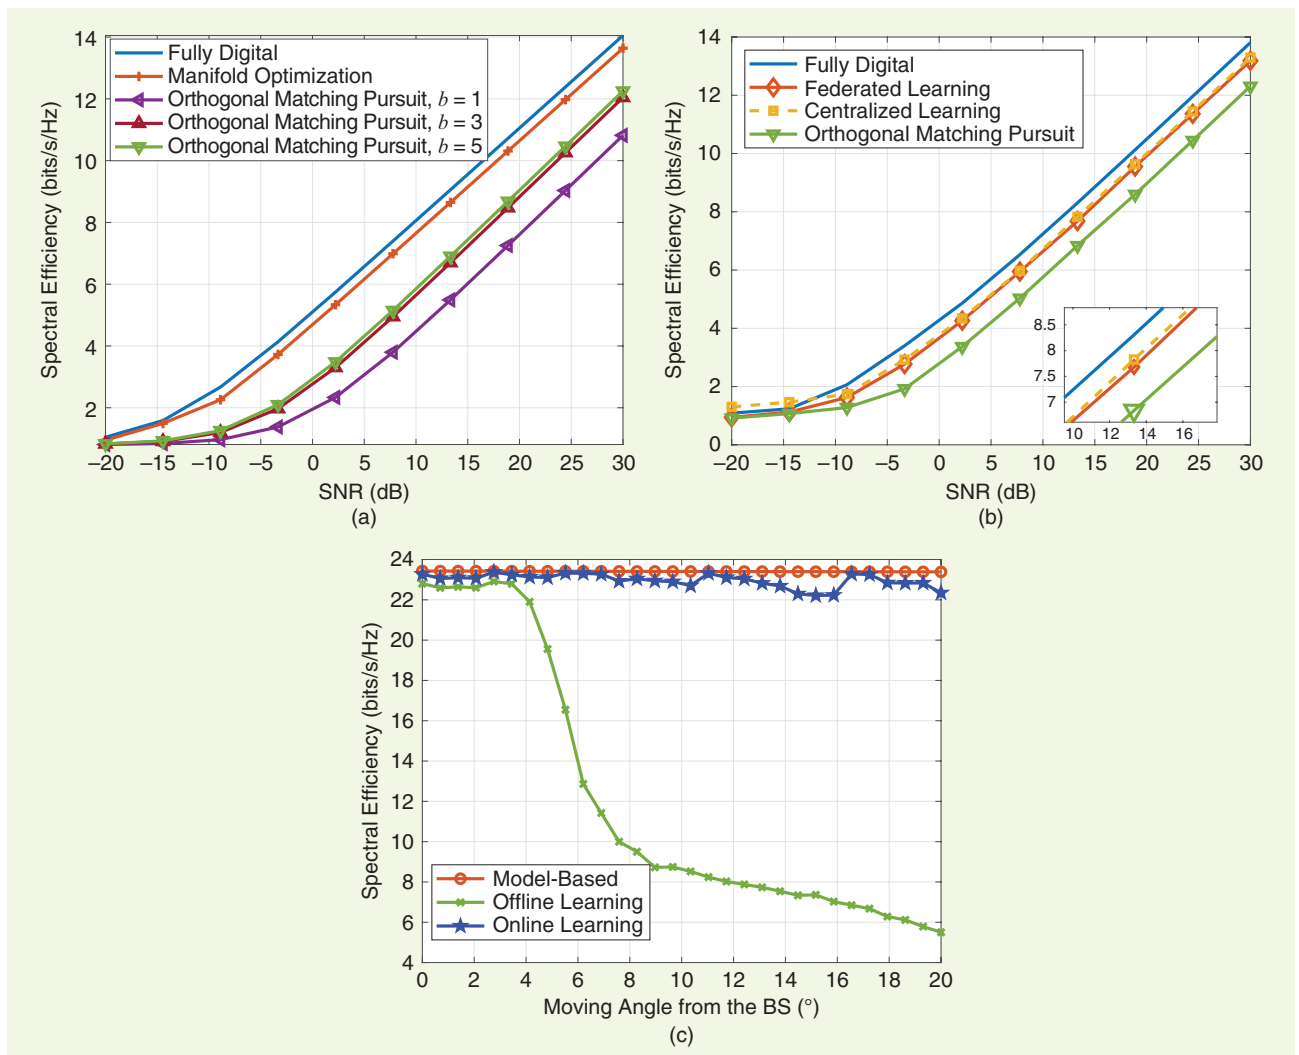 14
12
10
8
6
4
2
Spectral Efficiency (bits/s/Hz)
Fully Digital
Manifold Optimization
Orthogonal Matching Pursuit, b = 1
Orthogonal Matching Pursuit, b = 3
Orthogonal Matching Pursuit, b = 5
–20 –15 –10 –5 0 5 10 15 20 25 30
SNR (dB)
(a)
14
12
10
8
6
4
2
0
Spectral Efficiency (bits/s/Hz)
Fully Digital
Federated Learning
Centralized Learning
Orthogonal Matching Pursuit
8.5
8
7.5
7
10 12 14 16
–20 –15 –10 –5 0 5 10 15 20 25 30
SNR (dB)
(b)
24
22
20
18
16
14
12
10
8
6
4
Spectral Efficiency (bits/s/Hz)
Model-Based
Offline Learning
Online Learning
0 2 4 6 8 10 12 14 16 18 20
Moving Angle from the BS (°)
(c)